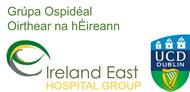 Grúpa Ospidéal
Oirthear na hÉireann
Ireland East
HOSPITAL GROUP
UCD
DUBLIN